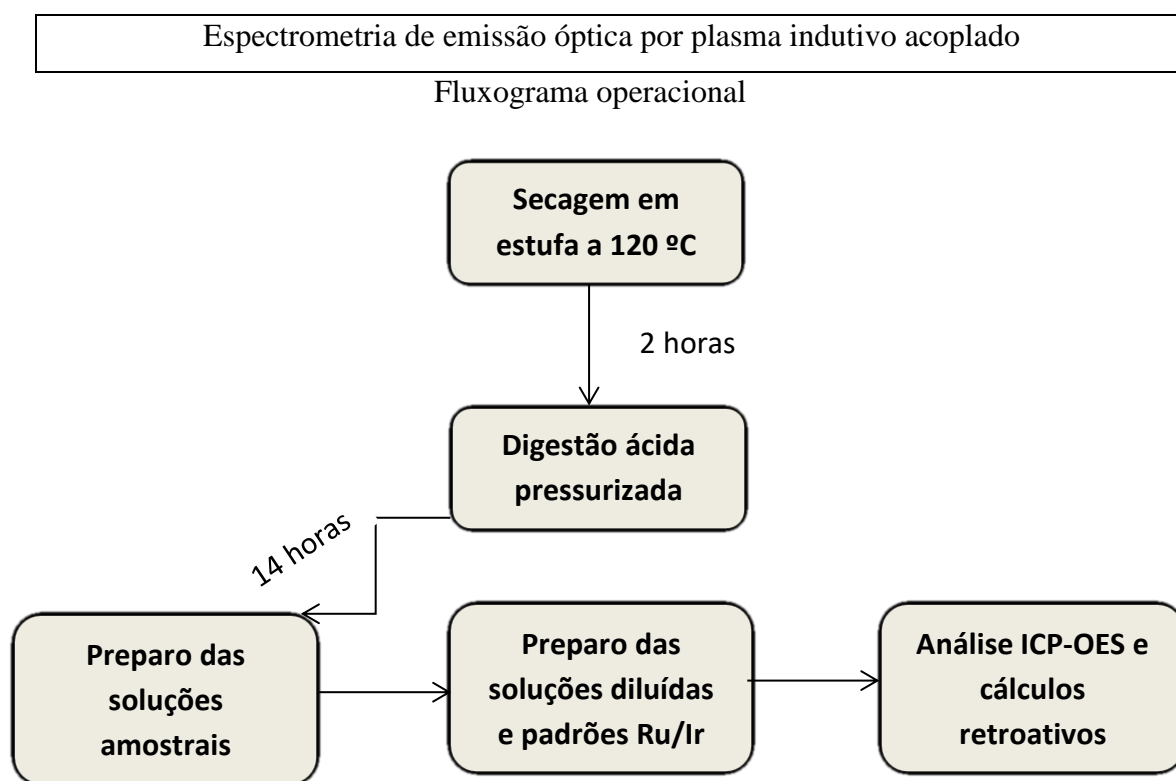 Espectrometria de emissão óptica por plasma indutivo acoplado
Fluxograma operacional
Secagem em
estufa a 120 ºC
2 horas
Digestão ácida
pressurizada
14 horas
Preparo das
soluções
amostrais
Preparo das
soluções diluídas
e padrões Ru/Ir
Análise ICP-OES e
cálculos
retroativos